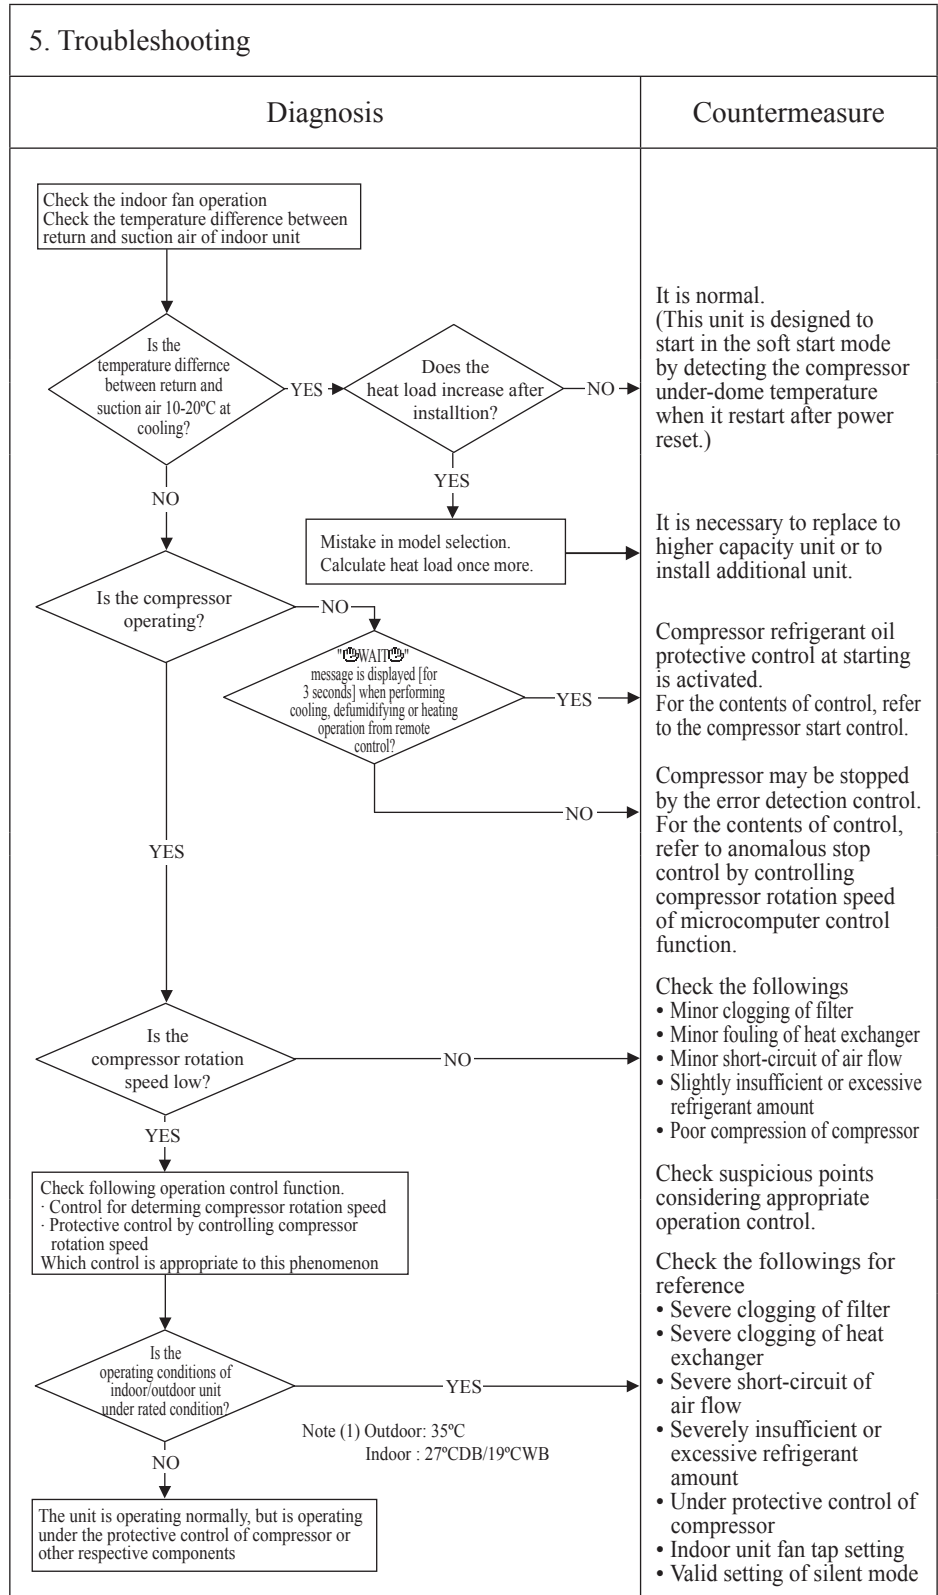 5. Troubleshooting
Diagnosis
Countermeasure
Check the indoor fan operation
Check the temperature difference between
return and suction air of indoor unit
Is the
temperature differnce
between return and
suction air 10-20ºC at
cooling?
YES
Does the
heat load increase after
installtion?
NO
It is normal.
(This unit is designed to
start in the soft start mode
by detecting the compressor
under-dome temperature
when it restart after power
reset.)
YES
NO
Mistake in model selection.
Calculate heat load once more.
It is necessary to replace to
higher capacity unit or to
install additional unit.
Is the compressor
operating?
NO
"WAIT"
message is displayed [for
3 seconds] when performing
cooling, defumidifying or heating
operation from remote
control?
YES
Compressor refrigerant oil
protective control at starting
is activated.
For the contents of control, refer
to the compressor start control.
NO
Compressor may be stopped
by the error detection control.
For the contents of control,
refer to anomalous stop
control by controlling
compressor rotation speed
of microcomputer control
function.
YES
Is the
compressor rotation
speed low?
NO
Check the followings
• Minor clogging of filter
• Minor fouling of heat exchanger
• Minor short-circuit of air flow
• Slightly insufficient or excessive
refrigerant amount
• Poor compression of compressor
YES
Check following operation control function.
· Control for determing compressor rotation speed
· Protective control by controlling compressor
rotation speed
Which control is appropriate to this phenomenon
Check suspicious points
considering appropriate
operation control.
Is the
operating conditions of
indoor/outdoor unit
under rated condition?
YES
Note (1) Outdoor: 35ºC
Indoor : 27ºCDB/19ºCWB
Check the followings for
reference
• Severe clogging of filter
• Severe clogging of heat
exchanger
• Severe short-circuit of
air flow
• Severely insufficient or
excessive refrigerant
amount
• Under protective control of
compressor
• Indoor unit fan tap setting
• Valid setting of silent mode
NO
The unit is operating normally, but is operating
under the protective control of compressor or
other respective components